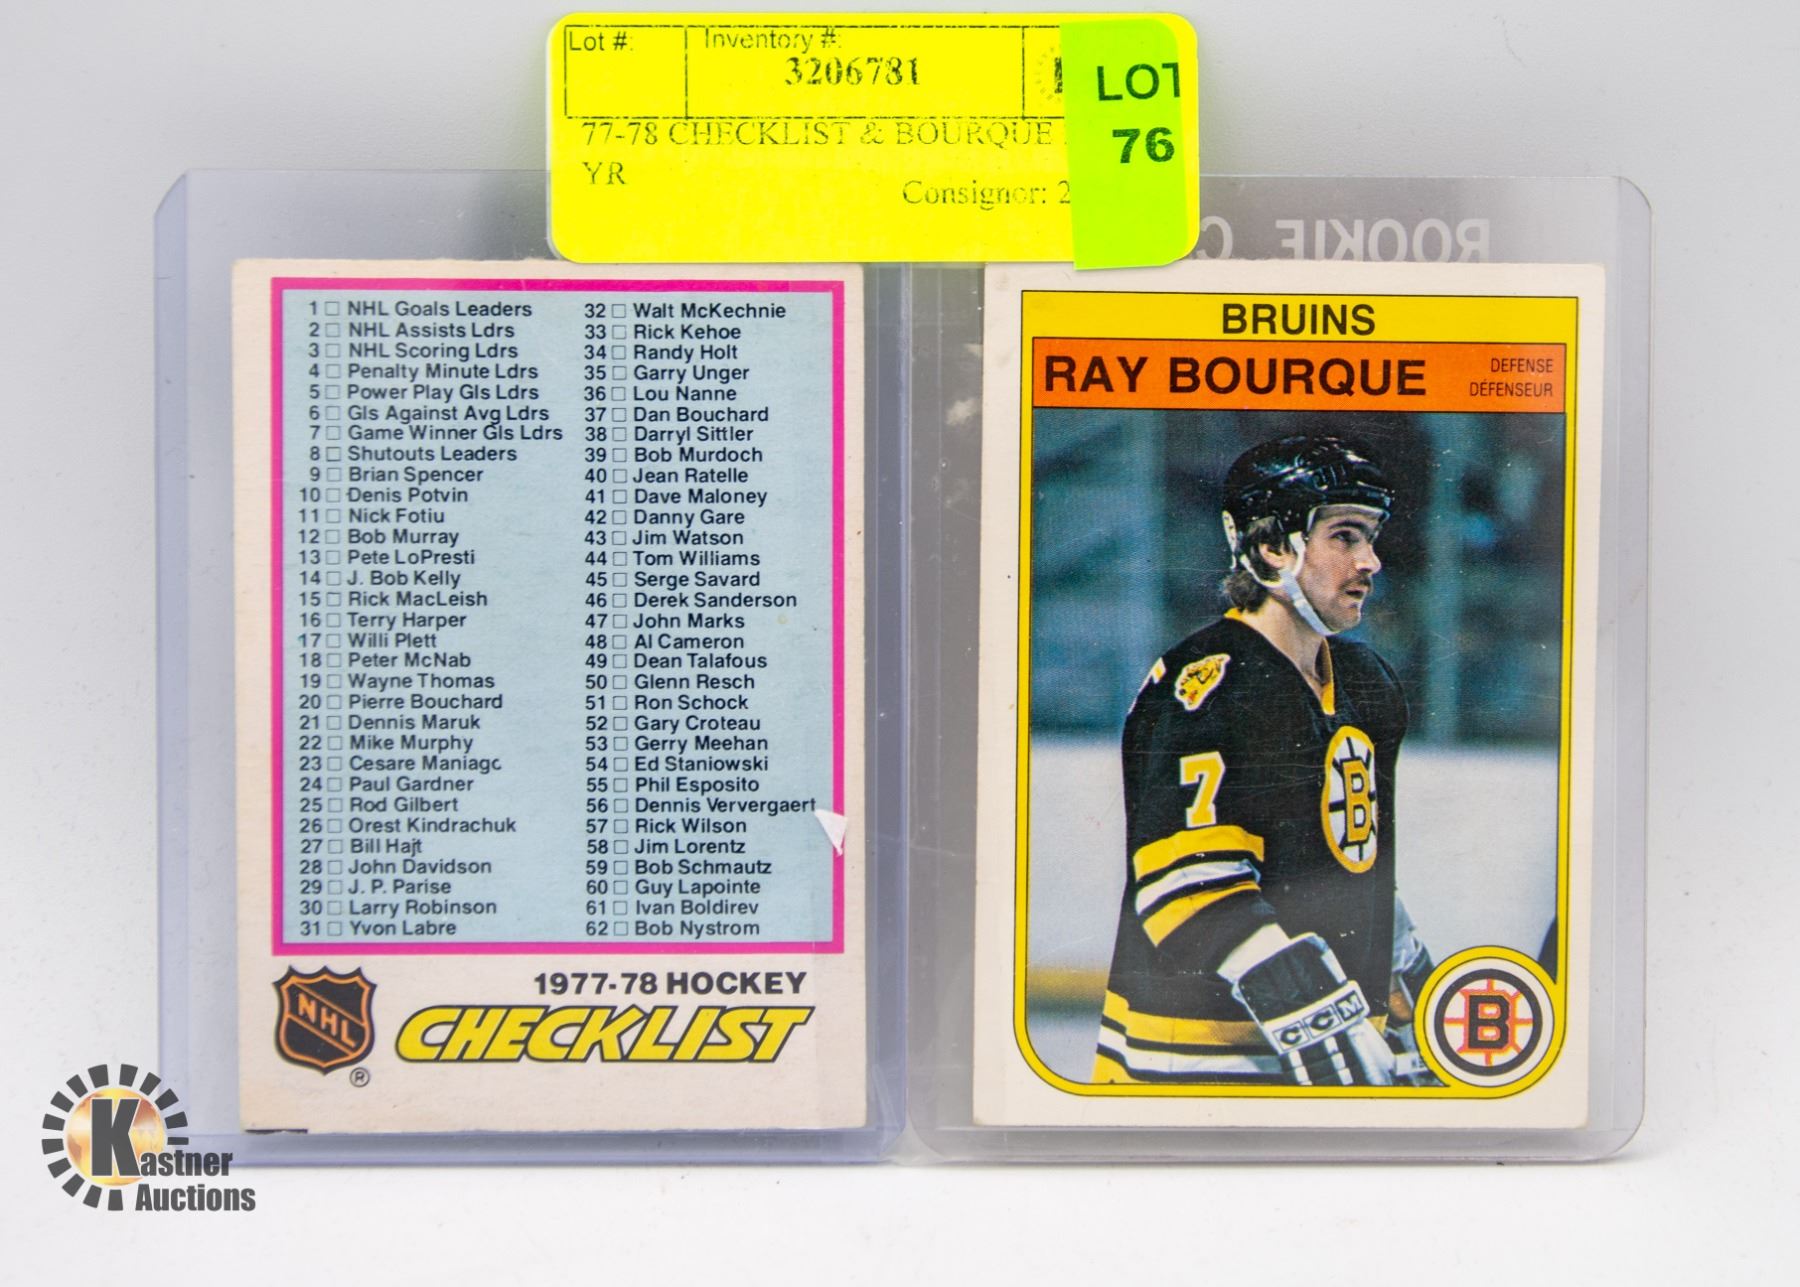 Lot #:
Inventory #:
3206781
LOT
76
77-78 CHECKLIST & BOURQUE
YR
Consignor: 2
ROOKIE C
1 □ NHL Goals Leaders
2 □ NHL Assists Ldrs
3 □ NHL Scoring Ldrs
4 □ Penalty Minute Ldrs
5 □ Power Play Gls Ldrs
6 □ Gls Against Avg Ldrs
7 □ Game Winner Gls Ldrs
8 □ Shutouts Leaders
9 □ Brian Spencer
10 □ Denis Potvin
11 □ Nick Fotiu
12 □ Bob Murray
13 □ Pete LoPresti
14 □ J. Bob Kelly
15 □ Rick MacLeish
16 □ Terry Harper
17 □ Willi Plett
18 □ Peter McNab
19 □ Wayne Thomas
20 □ Pierre Bouchard
21 □ Dennis Maruk
22 □ Mike Murphy
23 □ Cesare Maniago
24 □ Paul Gardner
25 □ Rod Gilbert
26 □ Orest Kindrachuk
27 □ Bill Hajt
28 □ John Davidson
29 □ J. P. Parise
30 □ Larry Robinson
31 □ Yvon Labre
32 □ Walt McKechnie
33 □ Rick Kehoe
34 □ Randy Holt
35 □ Garry Unger
36 □ Lou Nanne
37 □ Dan Bouchard
38 □ Darryl Sittler
39 □ Bob Murdoch
40 □ Jean Ratelle
41 □ Dave Maloney
42 □ Danny Gare
43 □ Jim Watson
44 □ Tom Williams
45 □ Serge Savard
46 □ Derek Sanderson
47 □ John Marks
48 □ Al Cameron
49 □ Dean Talafous
50 □ Glenn Resch
51 □ Ron Schock
52 □ Gary Croteau
53 □ Gerry Meehan
54 □ Ed Staniowski
55 □ Phil Esposito
56 □ Dennis Ververgaert
57 □ Rick Wilson
58 □ Jim Lorentz
59 □ Bob Schmautz
60 □ Guy Lapointe
61 □ Ivan Boldirev
62 □ Bob Nystrom
NHL
®
1977-78 HOCKEY
CHECKLIST
BRUINS
RAY BOURQUE
DEFENSE
DÉFENSEUR
7
7
B
CCM
B
Kastner
Auctions